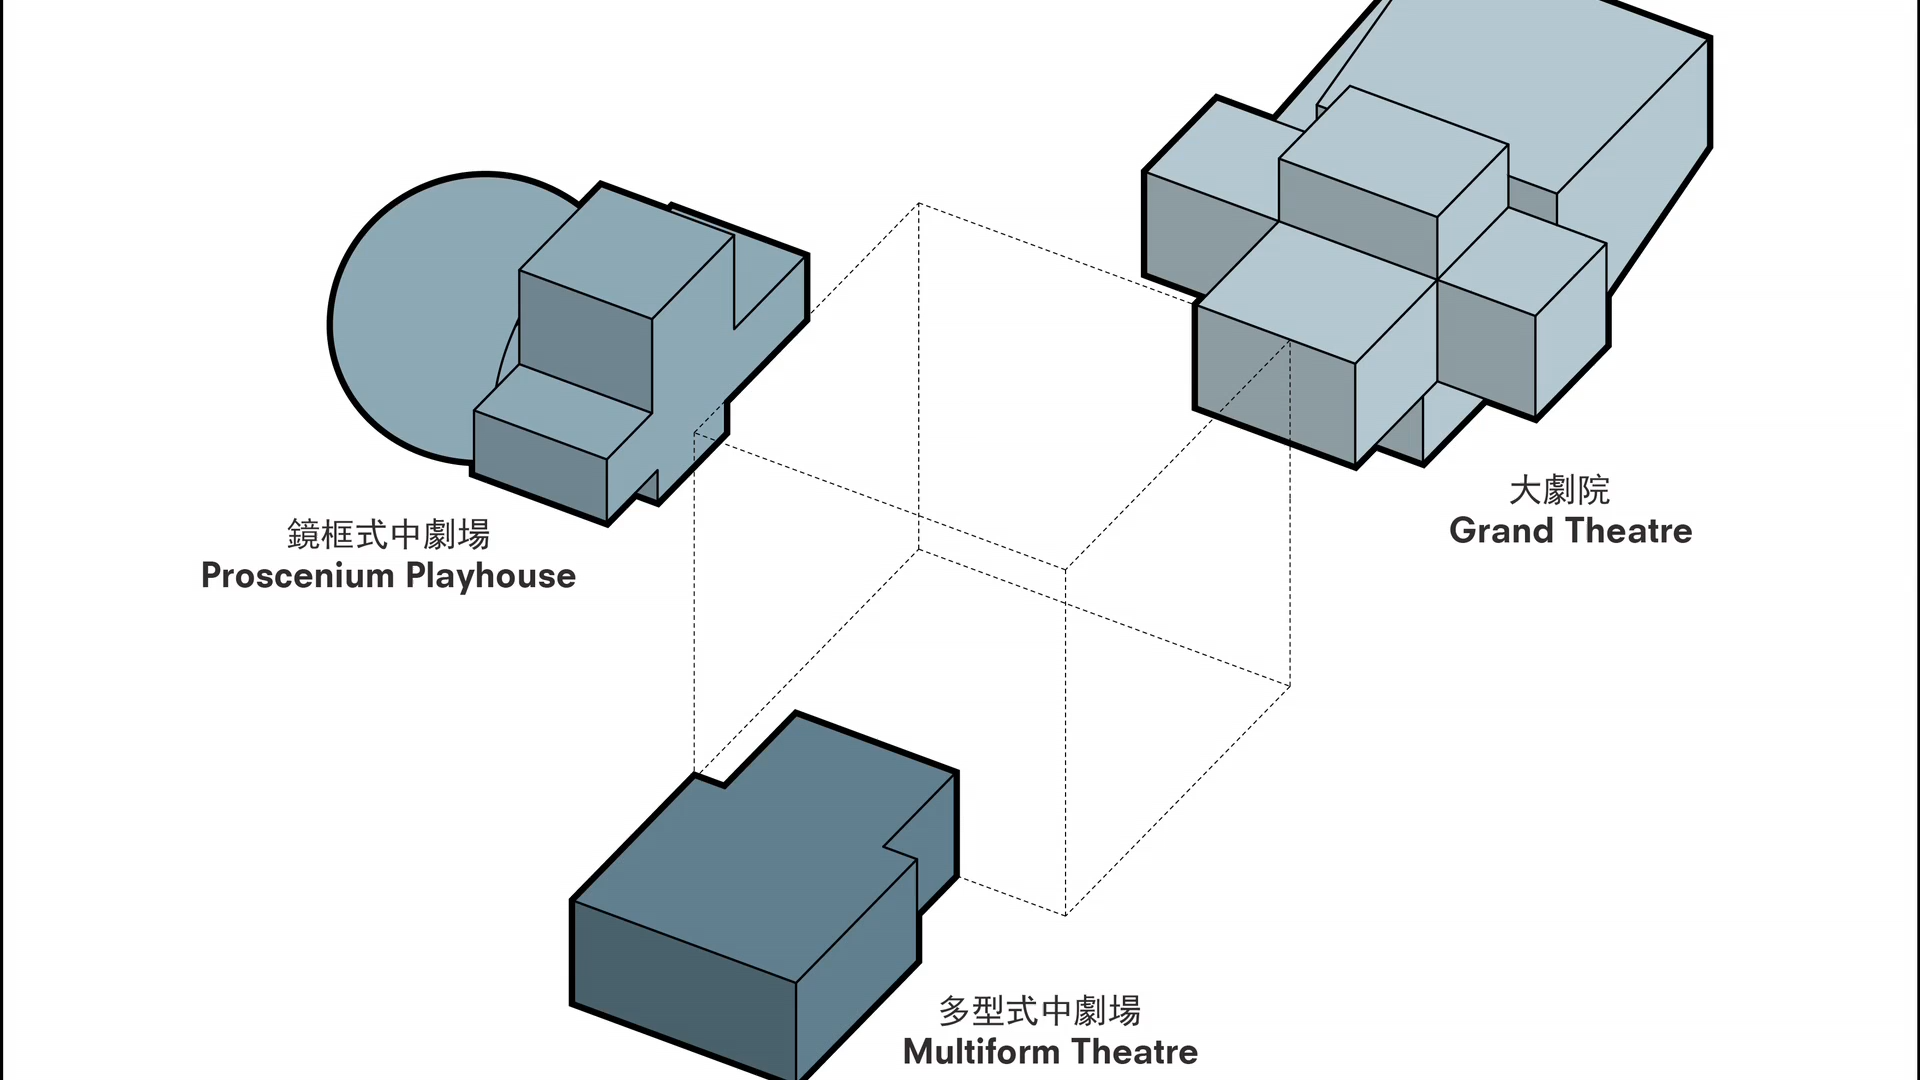 大劇院
Grand Theatre
鏡框式中劇場
Proscenium Playhouse
多型式中劇場
Multiform Theatre